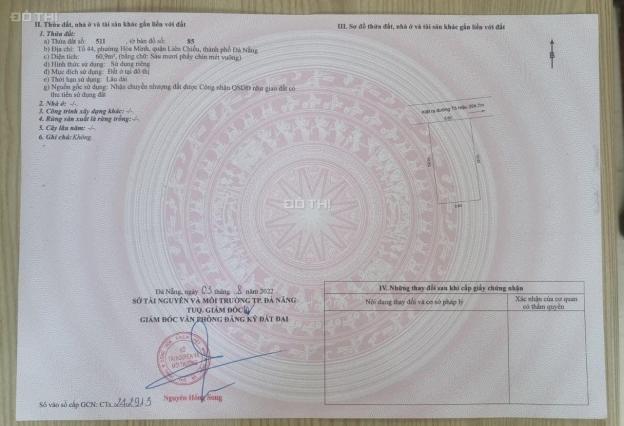 II. Thửa đất, nhà ở và tài sản khác gắn liền với đất
1. Thửa đất:
a) Thửa đất số: 511 , tờ bản đồ số: 85
b) Địa chỉ: Tổ 44, phường Hòa Minh, quận Liên Chiểu, thành phố Đà Nẵng
c) Diện tích: 60,9m², (bằng chữ: Sáu mươi phẩy chín mét vuông)
d) Hình thức sử dụng: Sử dụng riêng
đ) Mục đích sử dụng: Đất ở tại đô thị
e) Thời hạn sử dụng: Lâu dài
g) Nguồn gốc sử dụng: Nhận chuyển nhượng đất được Công nhận QSDĐ như giao đất có
thu tiền sử dụng đất
2. Nhà ở: -/-
3. Công trình xây dựng khác: -/-
4. Rừng sản xuất là rừng trồng: -/-
5. Cây lâu năm: -/-
6. Ghi chú: Không.
Đà Nẵng, ngày 03 tháng 8 năm 2022
SỞ TÀI NGUYÊN VÀ MÔI TRƯỜNG TP. ĐÀ NẴNG
TUQ. GIÁM ĐỐC
GIÁM ĐỐC VĂN PHÒNG ĐĂNG KÝ ĐẤT ĐAI
SỞ
TÀI NGUYÊN VÀ
MÔI TRƯỜNG
Nguyễn Hồng Song
Số vào sổ cấp GCN: CTs
III. Sơ đồ thửa đất, nhà ở và tài sản khác gắn liền với đất
ĐÔ THỊ
IV. Những thay đổi sau khi cấp giấy chứng nhận
Nội dung thay đổi và cơ sở pháp lý
Xác nhận của cơ quan
có thẩm quyền
ĐÔ THỊ